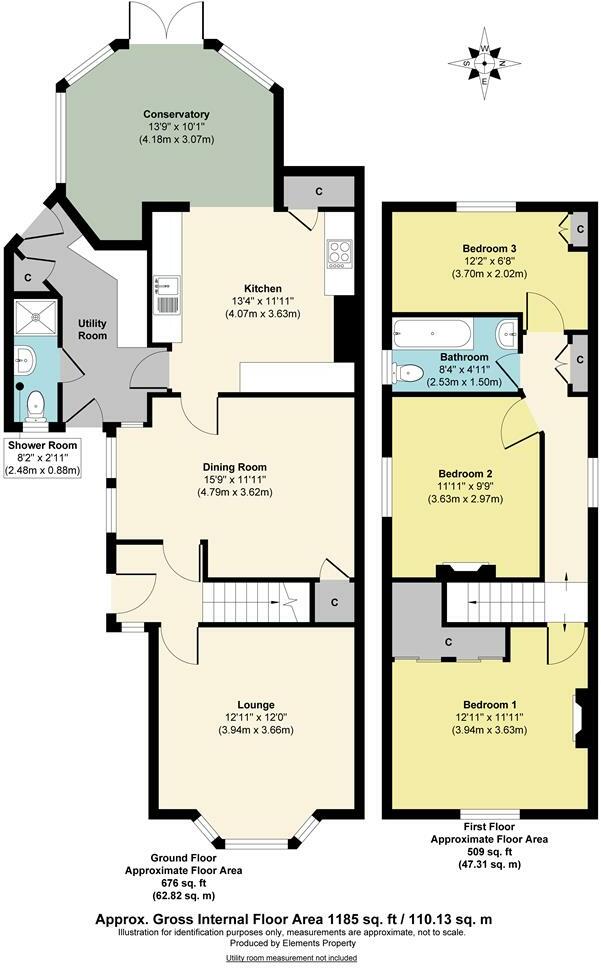 W
S
N
E
Conservatory
13'9" x 10'1"
(4.18m x 3.07m)
C
C
Kitchen
13'4" x 11'11"
(4.07m x 3.63m)
Utility
Room
Shower Room
8'2" x 2'11"
(2.48m x 0.88m)
Dining Room
15'9" x 11'11"
(4.79m x 3.62m)
C
Lounge
12'11" x 12'0"
(3.94m x 3.66m)
Ground Floor
Approximate Floor Area
676 sq. ft
(62.82 sq. m)
Bedroom 3
12'2" x 6'8"
(3.70m x 2.02m)
C
Bathroom
8'4" x 4'11"
(2.53m x 1.50m)
C
Bedroom 2
11'11" x 9'9"
(3.63m x 2.97m)
C
Bedroom 1
12'11" x 11'11"
(3.94m x 3.63m)
First Floor
Approximate Floor Area
509 sq. ft
(47.31 sq. m)
Approx. Gross Internal Floor Area 1185 sq. ft / 110.13 sq. m
Illustration for identification purposes only, measurements are approximate, not to scale.
Produced by Elements Property
Utility room measurement not included